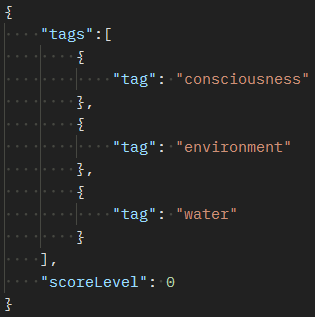 {
    "tags":[
        {
            "tag": "consciousness"
        },
        {
            "tag": "environment"
        },
        {
            "tag": "water"
        }
    ],
    "scoreLevel": 0
}